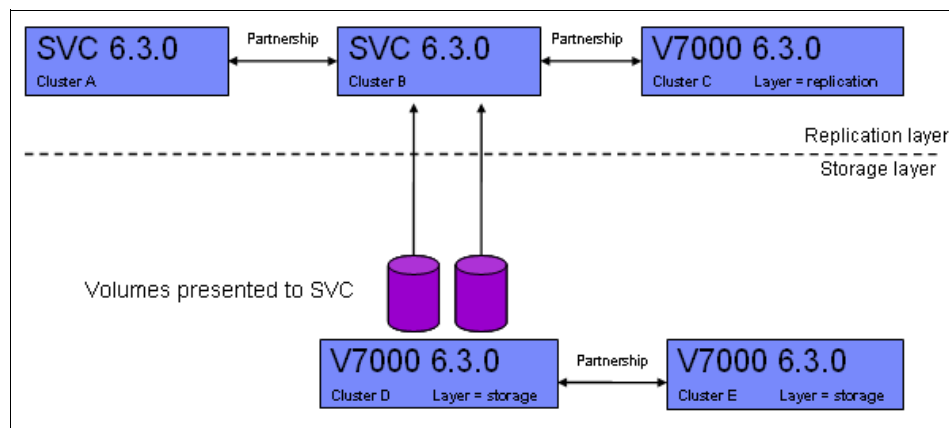 SVC 6.3.0
Cluster A
Partnership
SVC 6.3.0
Cluster B
Partnership
V7000 6.3.0
Cluster C Layer = replication
Replication layer
Storage layer
Volumes presented to SVC
V7000 6.3.0
Cluster D Layer = storage
Partnership
V7000 6.3.0
Cluster E Layer = storage